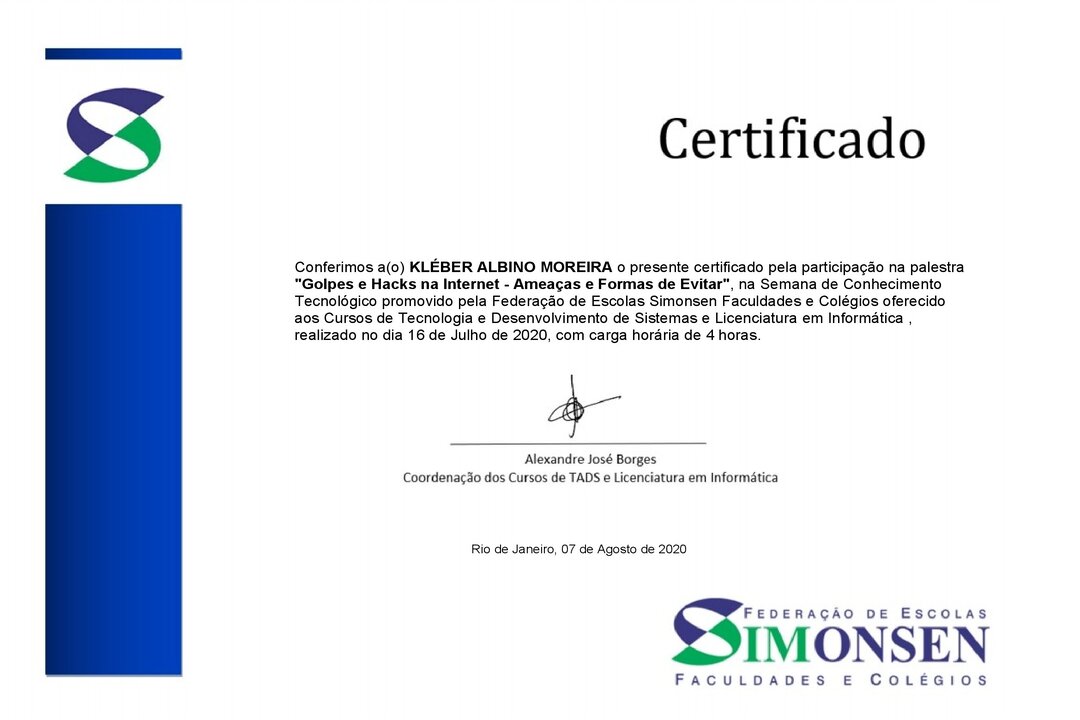 Certificado
Conferimos a(o) KLÉBER ALBINO MOREIRA o presente certificado pela participação na palestra
"Golpes e Hacks na Internet - Ameaças e Formas de Evitar", na Semana de Conhecimento
Tecnológico promovido pela Federação de Escolas Simonsen Faculdades e Colégios oferecido
aos Cursos de Tecnologia e Desenvolvimento de Sistemas e Licenciatura em Informática ,
realizado no dia 16 de Julho de 2020, com carga horária de 4 horas.
Alexandre José Borges
Coordenação dos Cursos de TADS e Licenciatura em Informática
Rio de Janeiro, 07 de Agosto de 2020
FEDERAÇÃO DE ESCOLAS
SIMONSEN
FACULDADES E COLÉGIOS